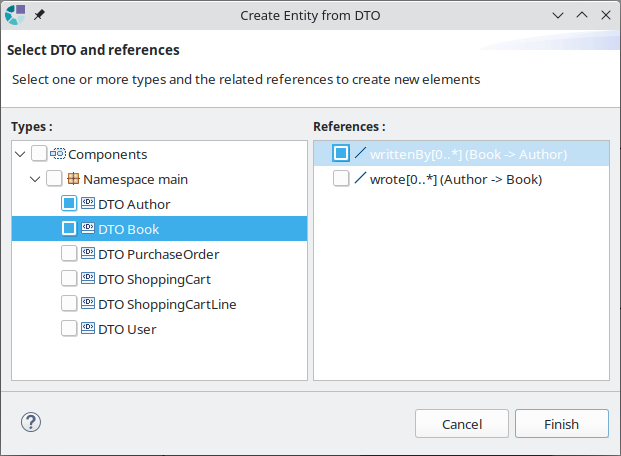 Create Entity from DTO
Select DTO and references
Select one or more types and the related references to create new elements
Types :
References :
Components
Namespace main
DTO Author
DTO Book
DTO PurchaseOrder
DTO ShoppingCart
DTO ShoppingCartLine
DTO User
writtenBy[0..*] (Book -> Author)
wrote[0..*] (Author -> Book)
Cancel
Finish